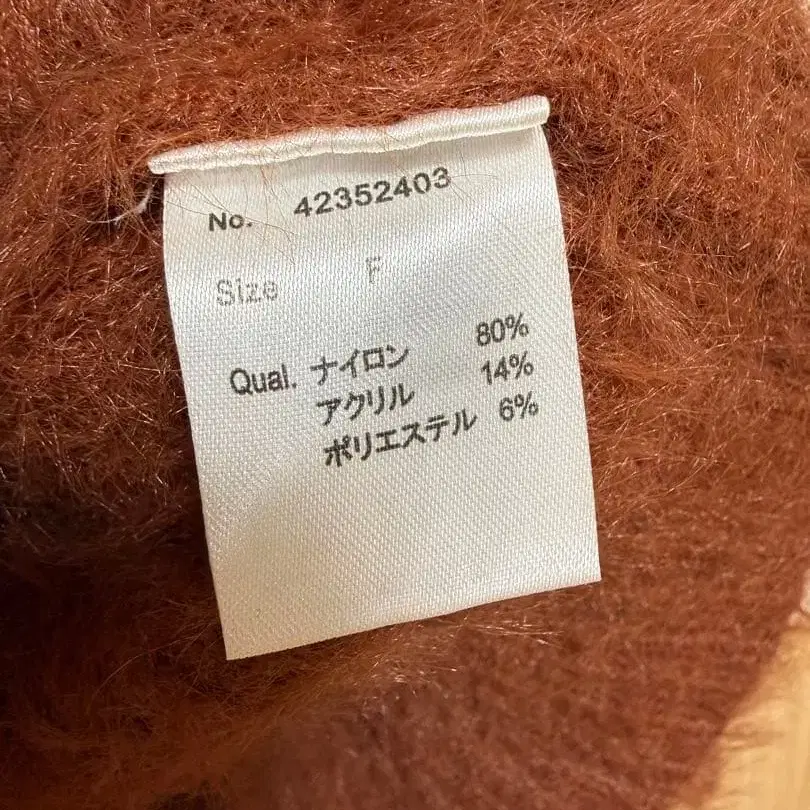 No. 42352403
Size F
Qual. ナイロン 80%
アクリル 14%
ポリエステル 6%